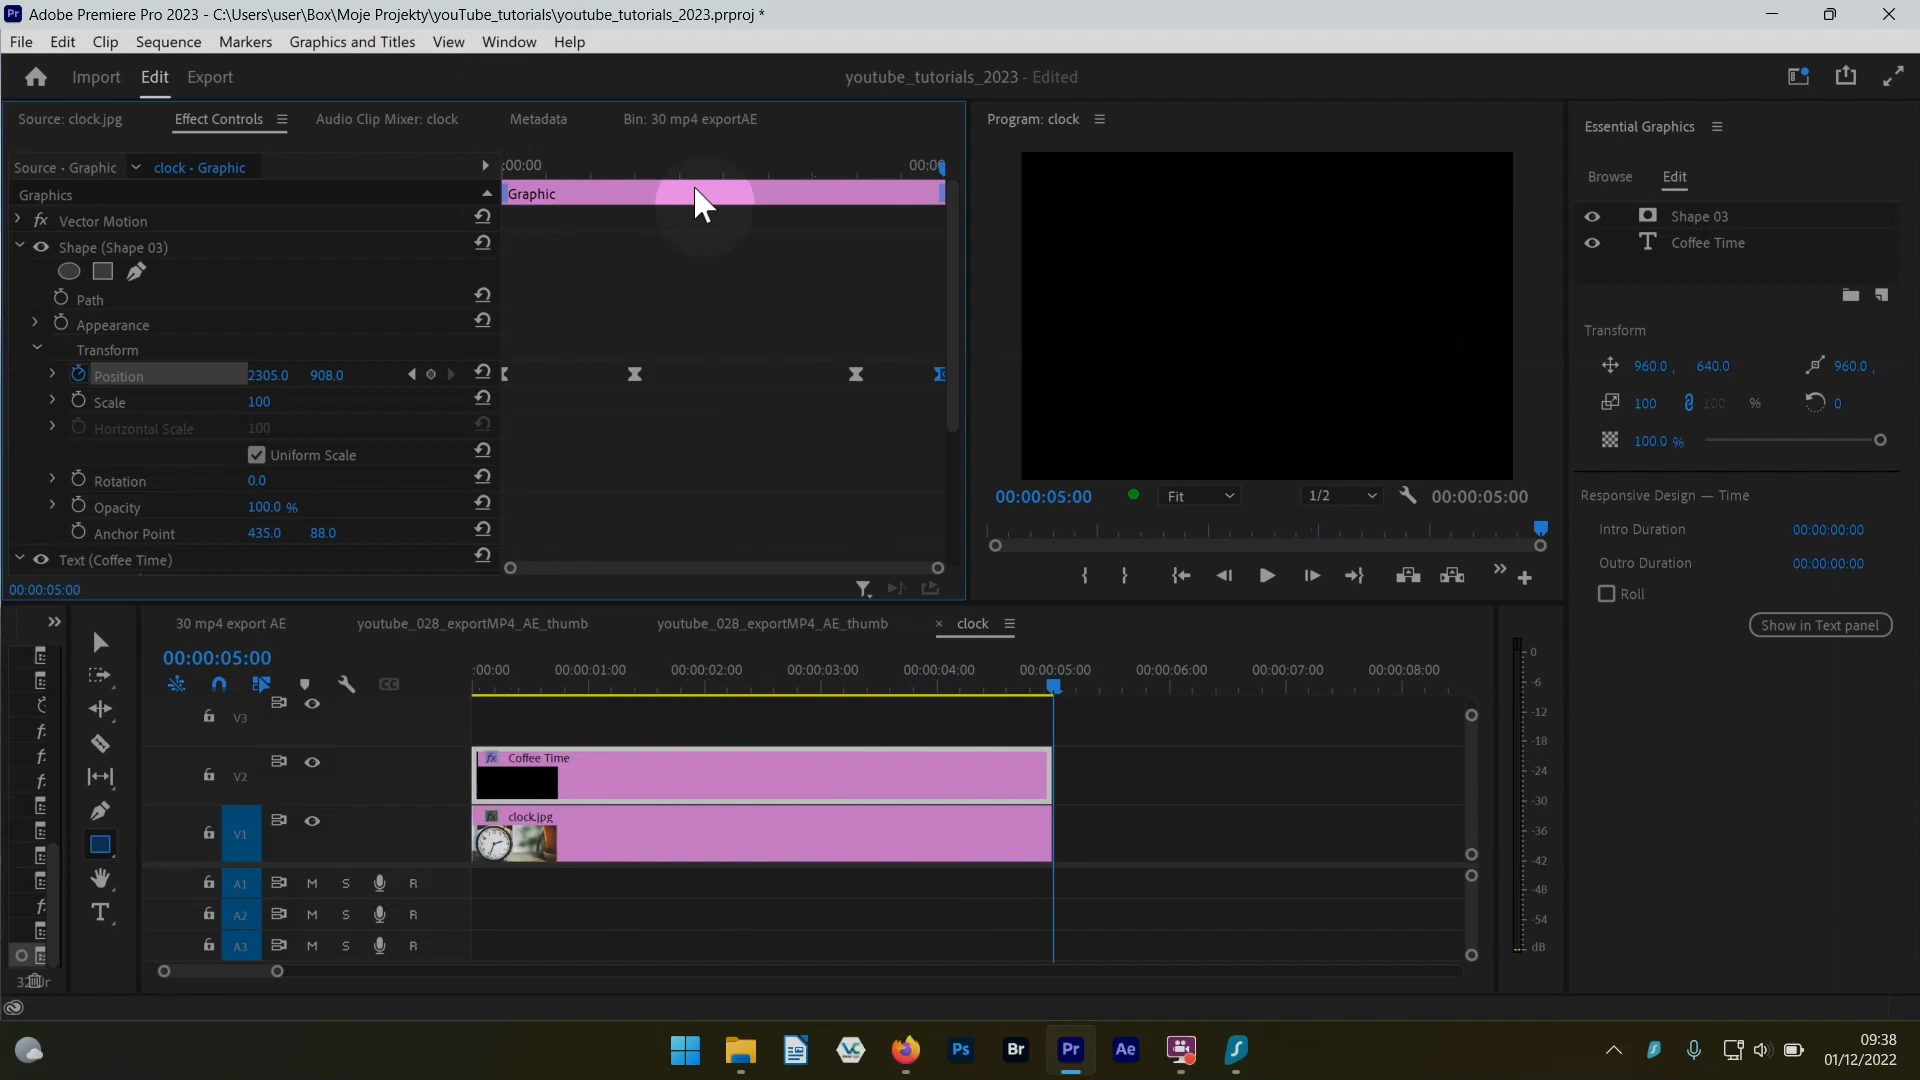 Adobe Premiere Pro 2023 - C:\Users\user\Box\Moje Projekty\youTube_tutorials\youtube_tutorials_2023.prproj *
File Edit Clip Sequence Markers Graphics and Titles View Window Help
Import Edit Export
youtube_tutorials_2023 - Edited
Source: clock.jpg Effect Controls Audio Clip Mixer: clock Metadata Bin: 30 mp4 exportAE
Program: clock
Essential Graphics
Source • Graphic clock • Graphic
:00:00 00:00
Browse Edit
Graphics
Graphic
Shape 03
Coffee Time
fx Vector Motion
Shape (Shape 03)
Path
Appearance
Transform
Position 2305.0 908.0
Scale 100
Horizontal Scale 100
Uniform Scale
Rotation 0.0
Opacity 100.0 %
Anchor Point 435.0 88.0
Text (Coffee Time)
00:00:05:00
00:00:05:00 Fit 1/2 00:00:05:00
Transform
960.0 , 640.0 960.0 ,
100 100 % 0
100.0 %
Responsive Design — Time
Intro Duration 00:00:00:00
Outro Duration 00:00:00:00
Roll
Show in Text panel
30 mp4 export AE youtube_028_exportMP4_AE_thumb youtube_028_exportMP4_AE_thumb × clock
00:00:05:00
:00:00 00:00:01:00 00:00:02:00 00:00:03:00 00:00:04:00 00:00:05:00 00:00:06:00 00:00:07:00 00:00:08:00
V3
V2 fx Coffee Time
V1 fx clock.jpg
A1 M S R
A2 M S R
A3 M S R
0
-6
-12
-18
-24
-30
-36
-42
-48
-54
dB
Ps Br Pr Ae
09:38
01/12/2022